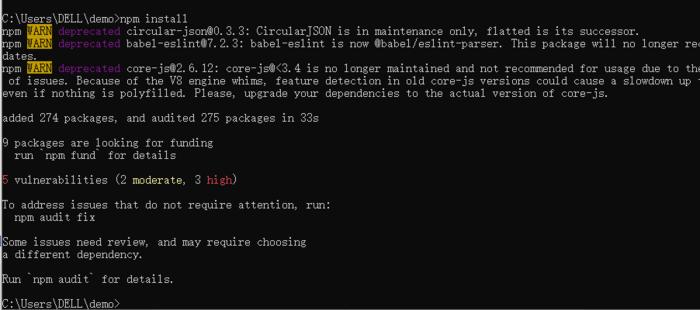 C:\Users\DELL\demo>npm install
npm WARN deprecated circular-json@0.3.3: CircularJSON is in maintenance only, flatted is its successor.
npm WARN deprecated babel-eslint@7.2.3: babel-eslint is now @babel/eslint-parser. This package will no longer rec
dates.
npm WARN deprecated core-js@2.6.12: core-js@<3.4 is no longer maintained and not recommended for usage due to the
 of issues. Because of the V8 engine whims, feature detection in old core-js versions could cause a slowdown up
even if nothing is polyfilled. Please, upgrade your dependencies to the actual version of core-js.
added 274 packages, and audited 275 packages in 33s
9 packages are looking for funding
  run `npm fund` for details
5 vulnerabilities (2 moderate, 3 high)
To address issues that do not require attention, run:
  npm audit fix
Some issues need review, and may require choosing
a different dependency.
Run `npm audit` for details.
C:\Users\DELL\demo>